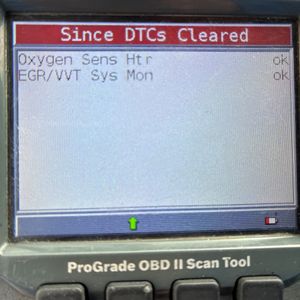 Since DTCs Cleared
Oxygen Sens Htr ok
EGR/VVT Sys Mon ok
ProGrade OBD II Scan Tool